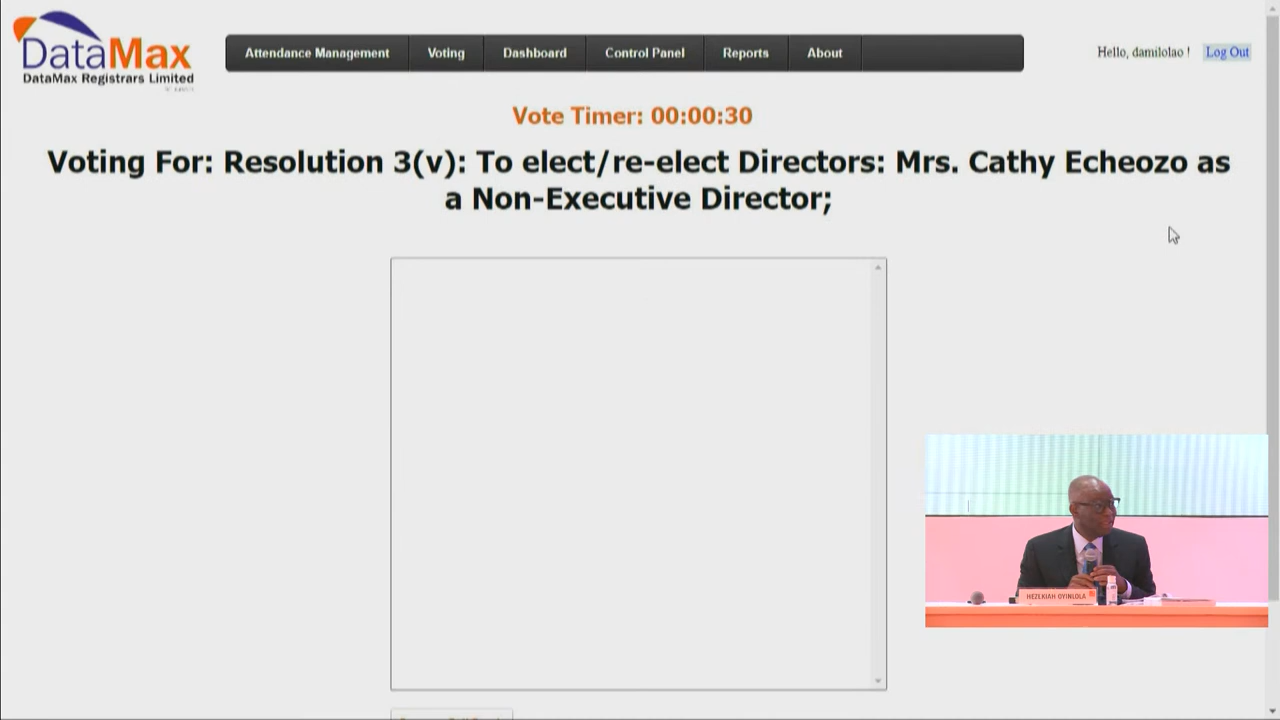 DataMax
DataMax Registrars Limited
Attendance Management
Voting
Dashboard
Control Panel
Reports
About
Hello, damilolao !
Log Out
Vote Timer: 00:00:30
Voting For: Resolution 3(v): To elect/re-elect Directors: Mrs. Cathy Echeozo as
a Non-Executive Director;
HEZEKIAH OYINLOLA